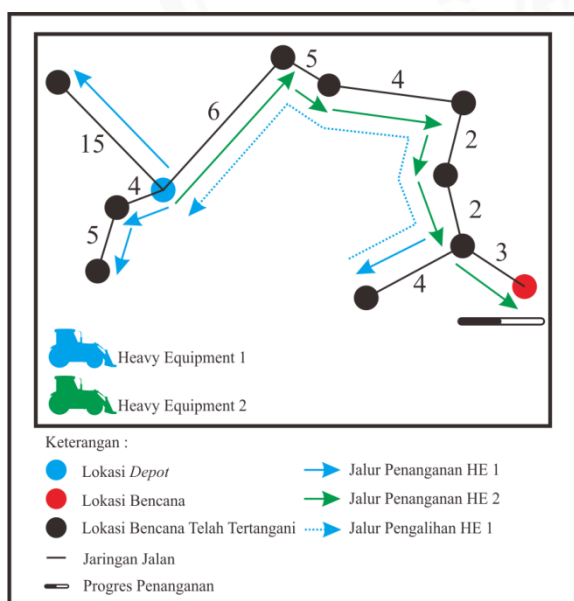 5
4
6
15
2
4
5
2
3
4
Heavy Equipment 1
Heavy Equipment 2
Keterangan :
Lokasi Depot
Jalur Penanganan HE 1
Lokasi Bencana
Jalur Penanganan HE 2
Lokasi Bencana Telah Tertangani
Jalur Pengalihan HE 1
Jaringan Jalan
Progres Penanganan